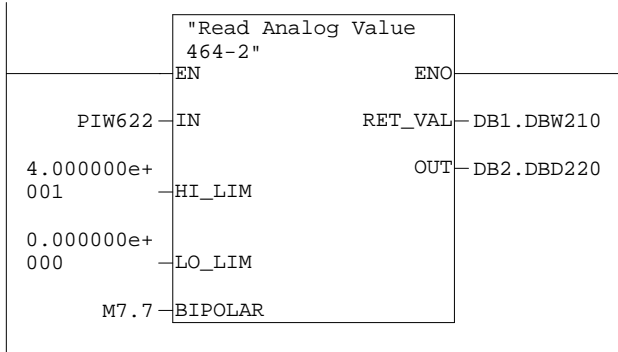 "Read Analog Value
464-2"
EN ENO
PIW622 IN RET_VAL DB1.DBW210
4.000000e+ OUT DB2.DBD220
001 HI_LIM
0.000000e+
000 LO_LIM
M7.7 BIPOLAR